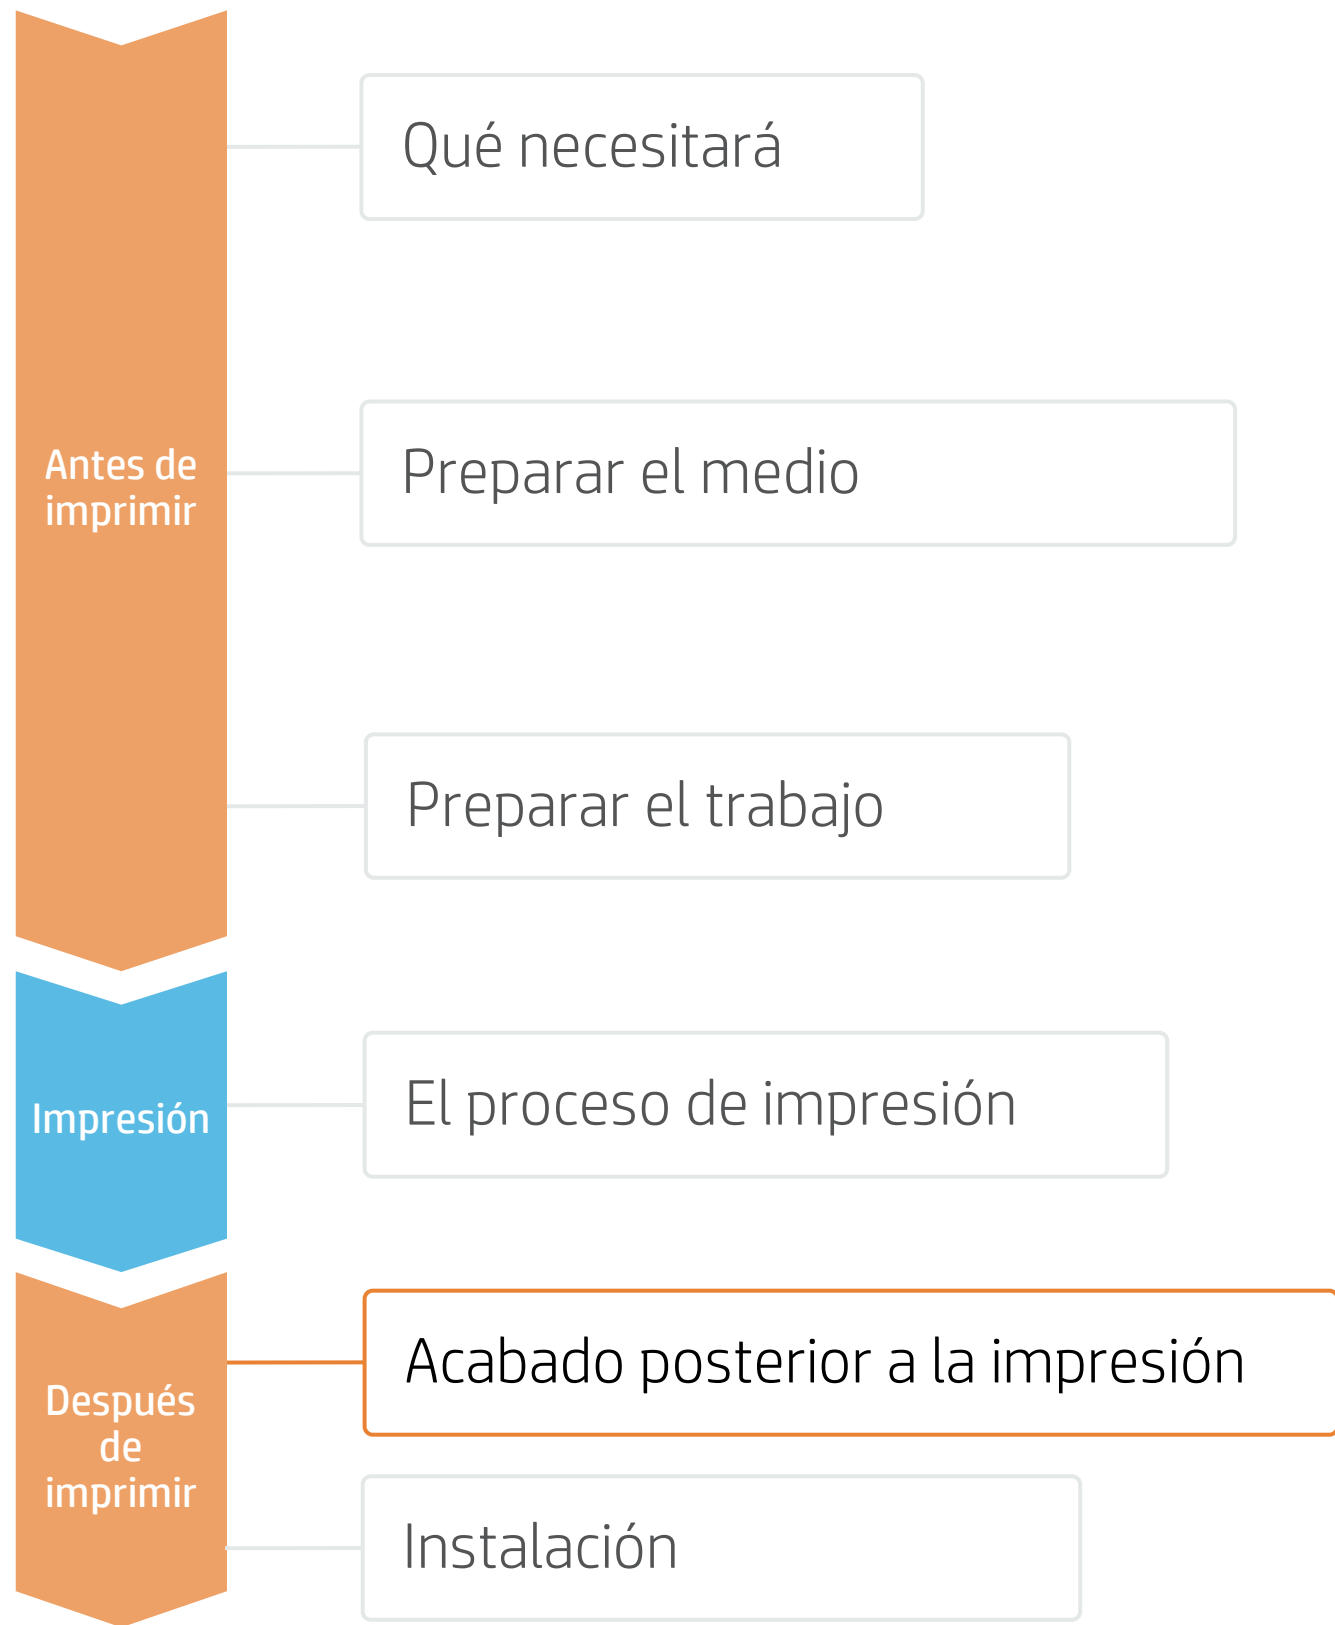 Qué necesitará
Antes de
imprimir
Preparar el medio
Preparar el trabajo
Impresión
El proceso de impresión
Después
de
imprimir
Acabado posterior a la impresión
Instalación